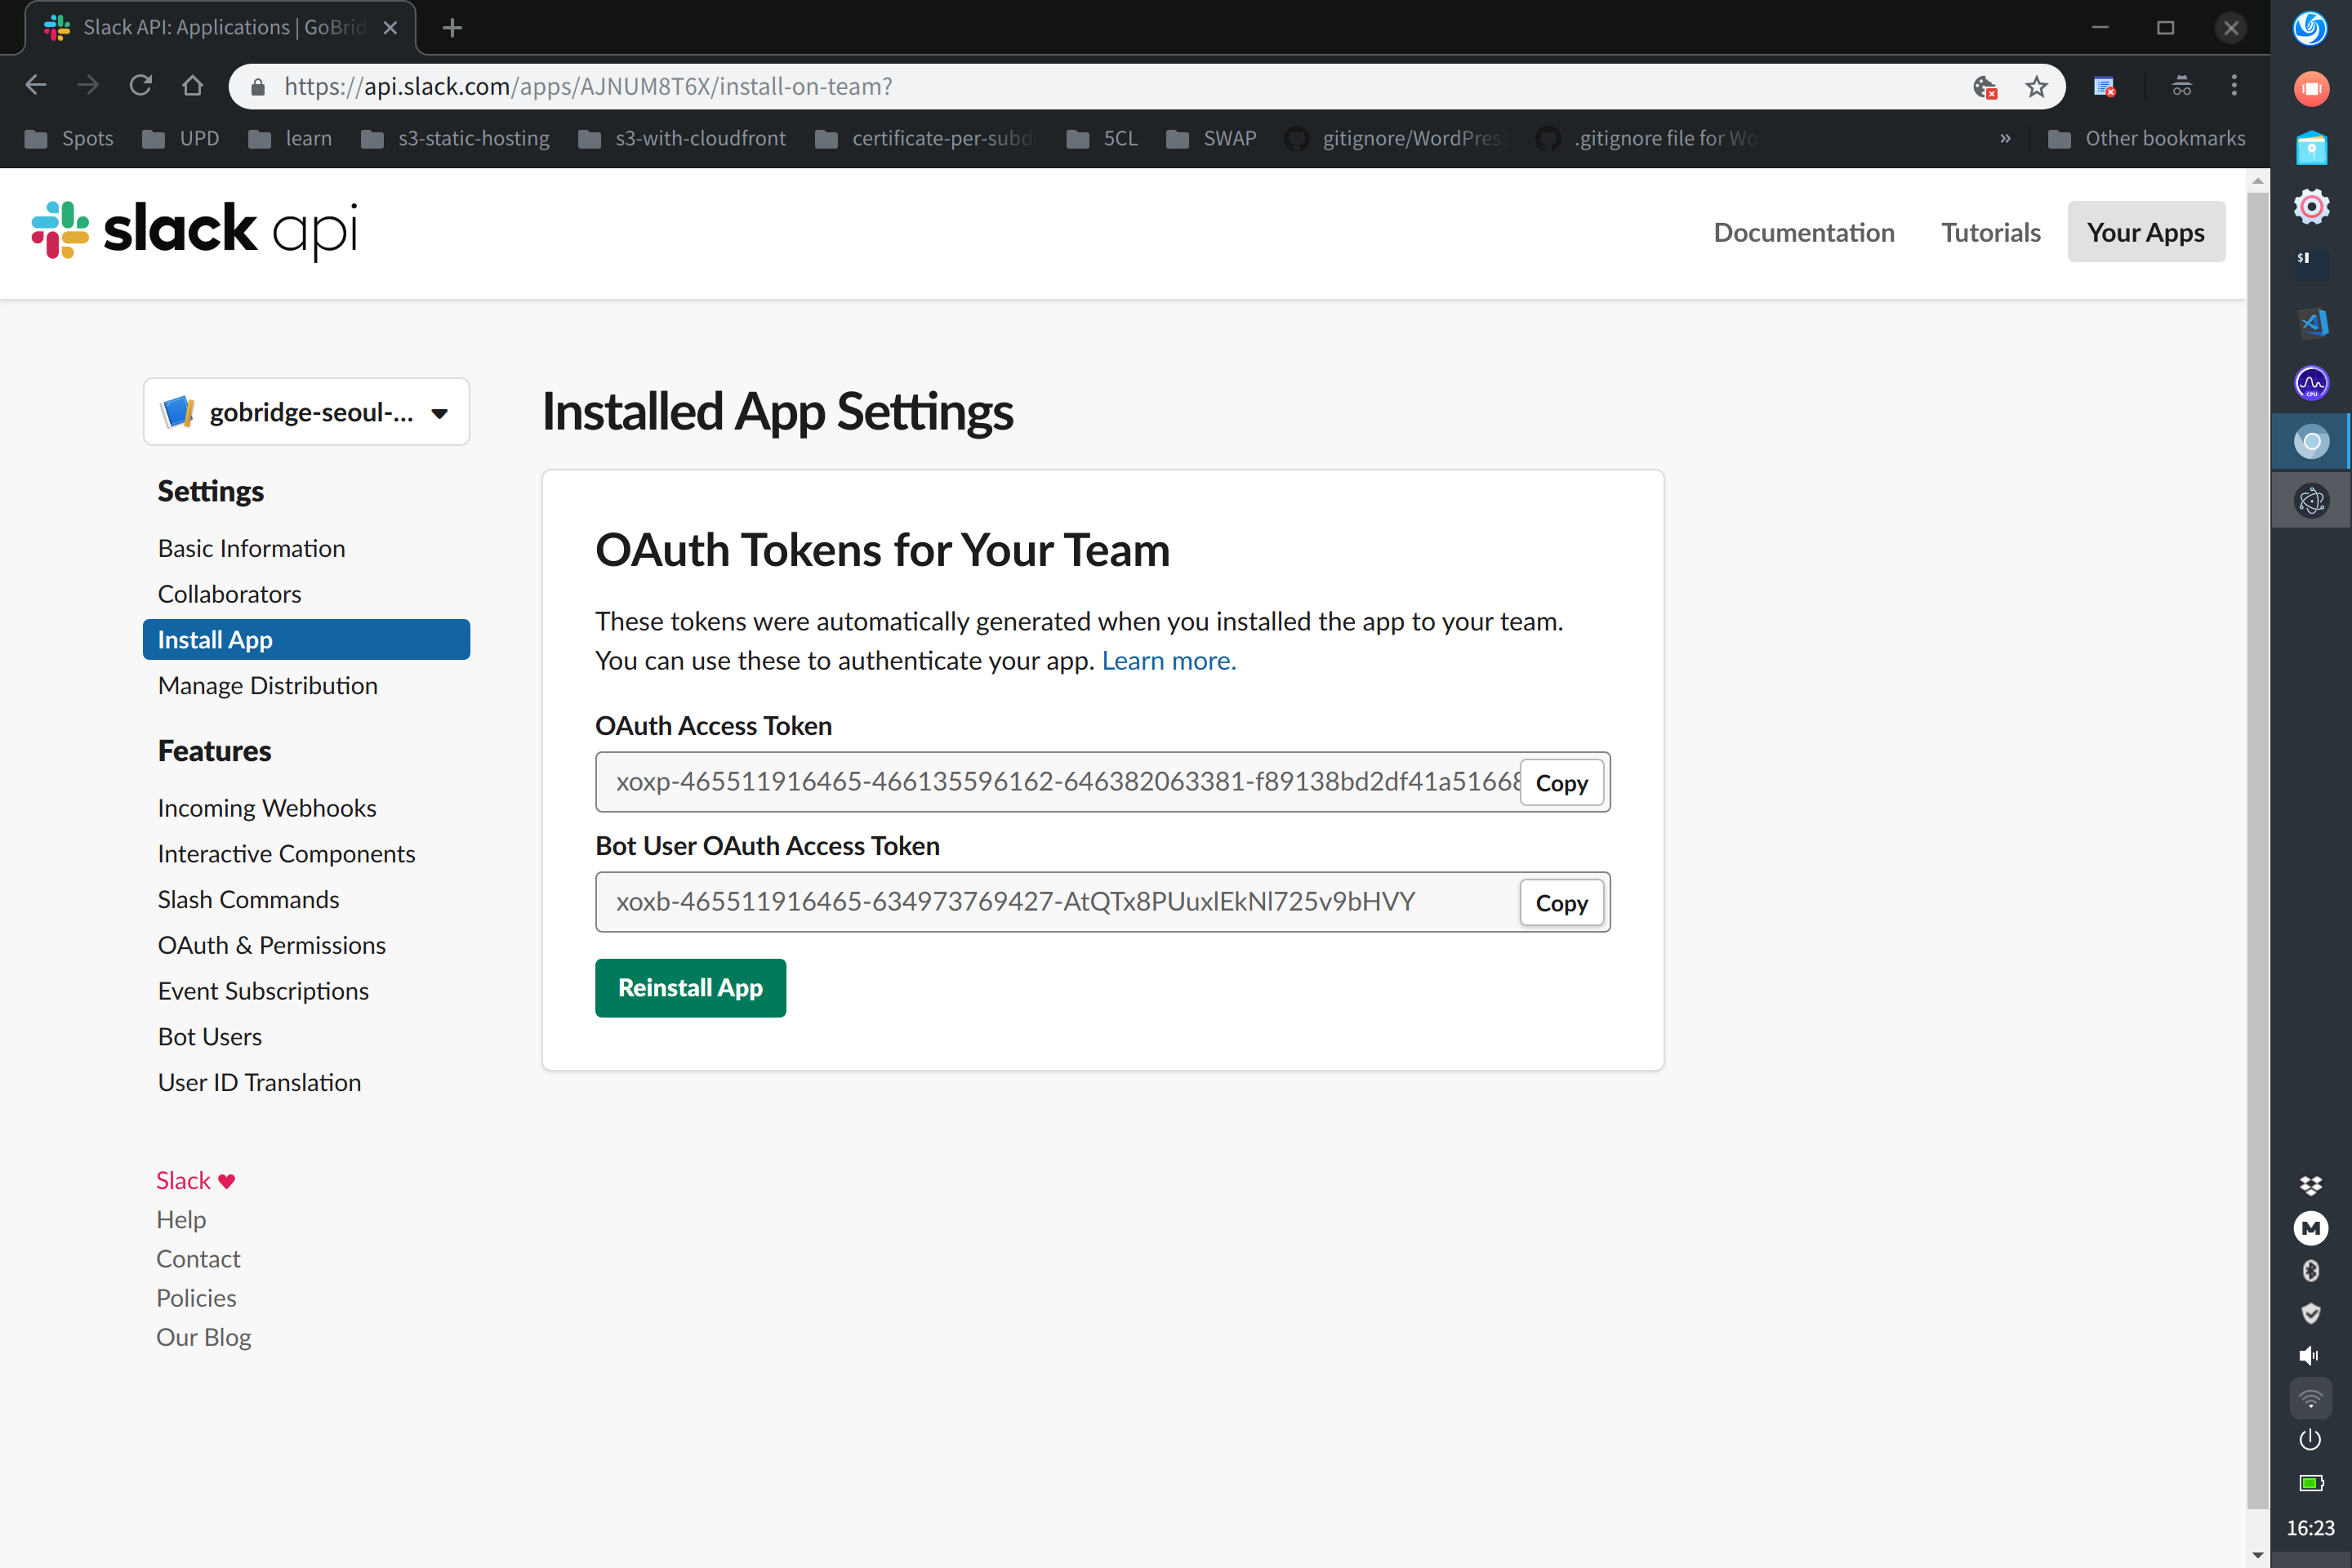 Slack API: Applications | GoBrid
https://api.slack.com/apps/AJNUM8T6X/install-on-team?
Spots
UPD
learn
s3-static-hosting
s3-with-cloudfront
certificate-per-subd
5CL
SWAP
gitignore/WordPress
.gitignore file for Wo
»
Other bookmarks
slack api
Documentation
Tutorials
Your Apps
gobridge-seoul-...
Settings
Basic Information
Collaborators
Install App
Manage Distribution
Features
Incoming Webhooks
Interactive Components
Slash Commands
OAuth & Permissions
Event Subscriptions
Bot Users
User ID Translation
Slack ♥
Help
Contact
Policies
Our Blog
Installed App Settings
OAuth Tokens for Your Team
These tokens were automatically generated when you installed the app to your team.
You can use these to authenticate your app. Learn more.
OAuth Access Token
xoxp-465511916465-466135596162-646382063381-f89138bd2df41a51668
Copy
Bot User OAuth Access Token
xoxb-465511916465-634973769427-AtQTx8PUuxlEkNl725v9bHVY
Copy
Reinstall App
$
CPU
M
16:23